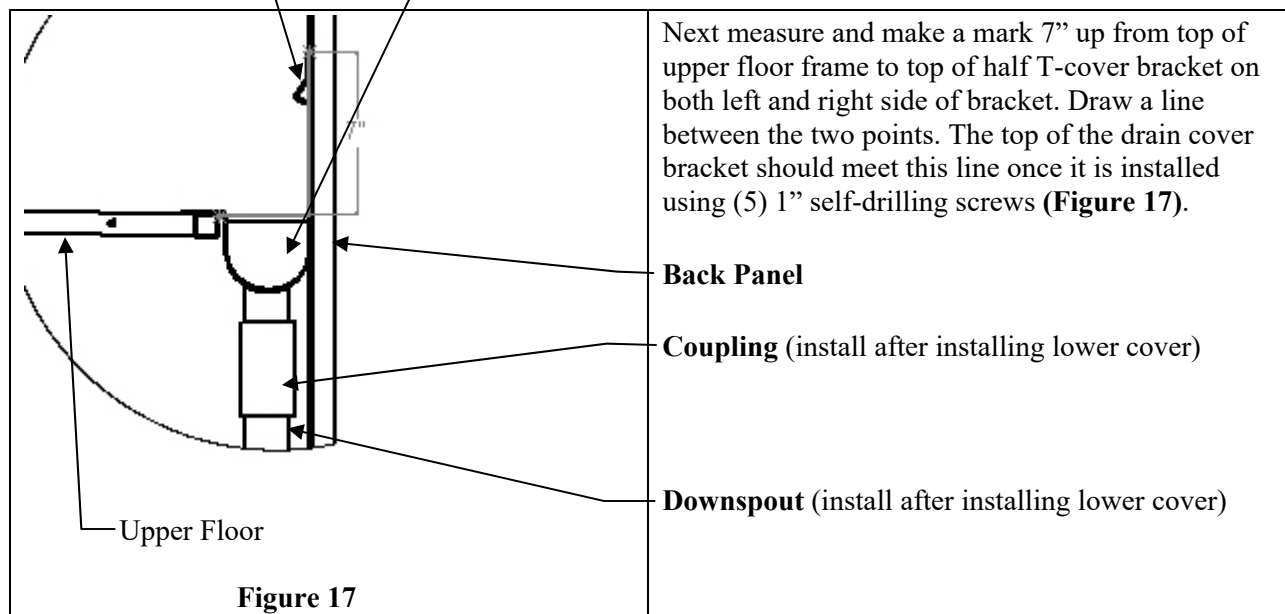 Next measure and make a mark 7” up from top of
upper floor frame to top of half T-cover bracket on
both left and right side of bracket. Draw a line
between the two points. The top of the drain cover
bracket should meet this line once it is installed
using (5) 1” self-drilling screws (Figure 17).
7"
Back Panel
Coupling (install after installing lower cover)
Downspout (install after installing lower cover)
Upper Floor
Figure 17